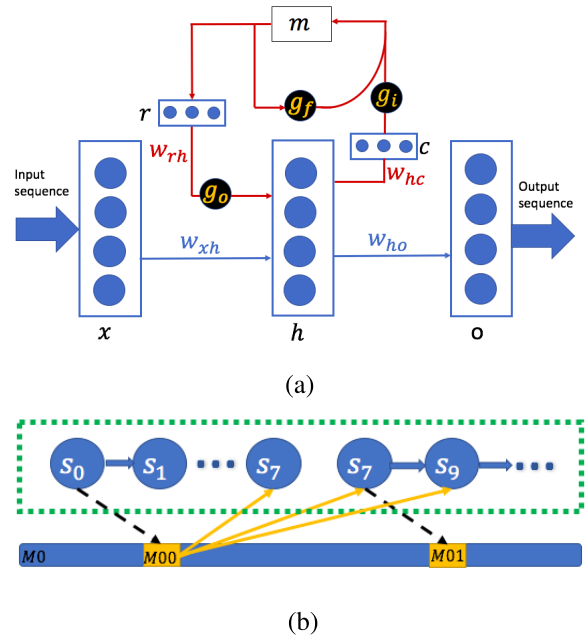 m
g_f
g_i
r
c
w_rh
w_hc
g_o
Input
sequence
Output
sequence
w_xh
w_ho
x
h
o
(a)
s_0
s_1
s_7
s_7
s_9
M0
M00
M01
(b)